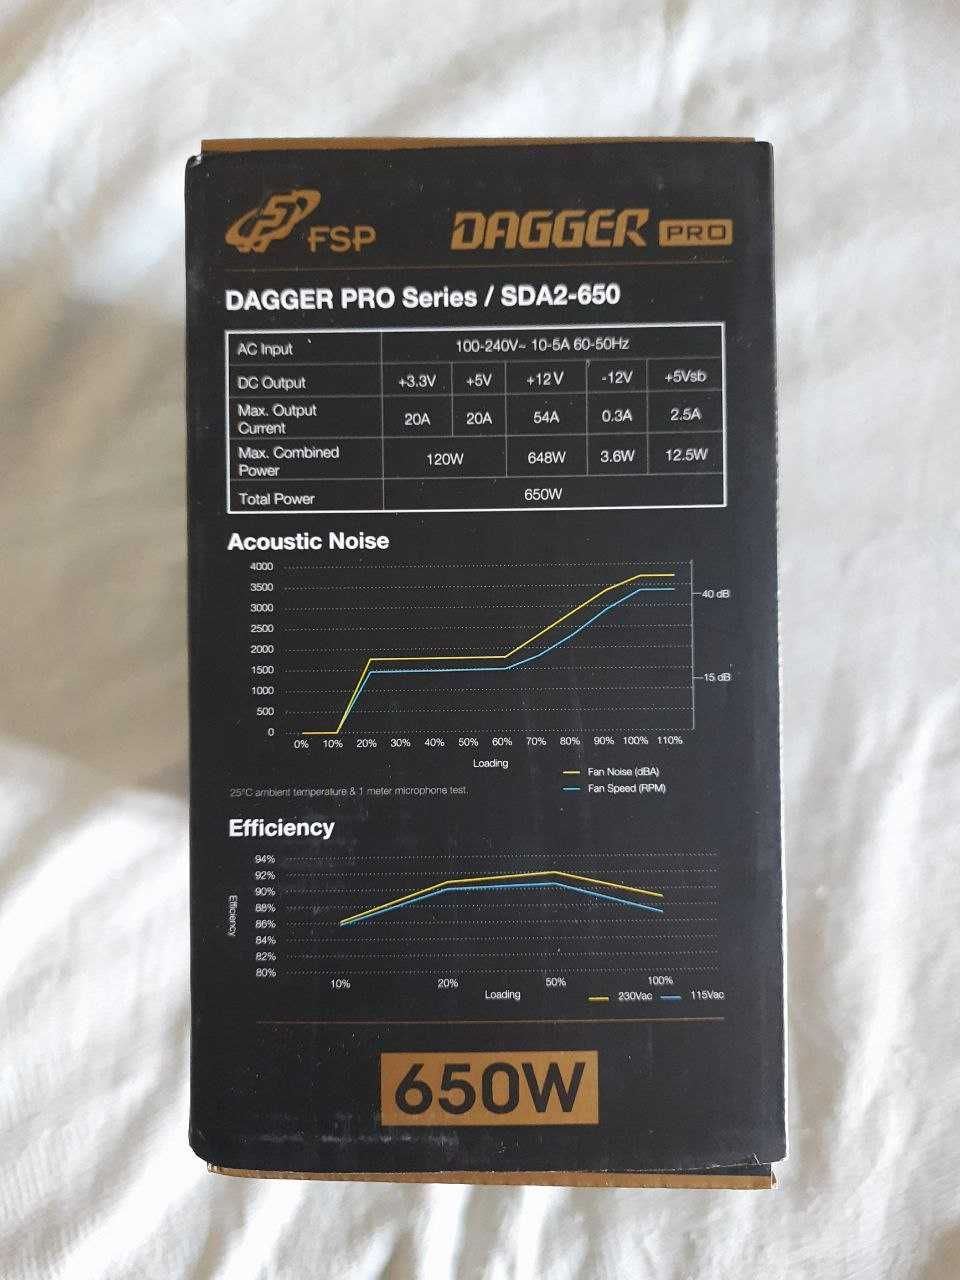 FSP
DAGGER PRO
DAGGER PRO Series / SDA2-650
AC Input 100-240V~ 10-5A 60-50Hz
DC Output +3.3V +5V +12V -12V +5Vsb
Max. Output
Current 20A 20A 54A 0.3A 2.5A
Max. Combined
Power 120W 648W 3.6W 12.5W
Total Power 650W
Acoustic Noise
4000
3500
3000
2500
2000
1500
1000
500
0
40 dB
15 dB
0% 10% 20% 30% 40% 50% 60% 70% 80% 90% 100% 110%
Loading
Fan Noise (dBA)
Fan Speed (RPM)
25°C ambient temperature & 1 meter microphone test.
Efficiency
94%
92%
90%
88%
86%
84%
82%
80%
Efficiency
10% 20% 50% 100%
Loading
230Vac 115Vac
650W